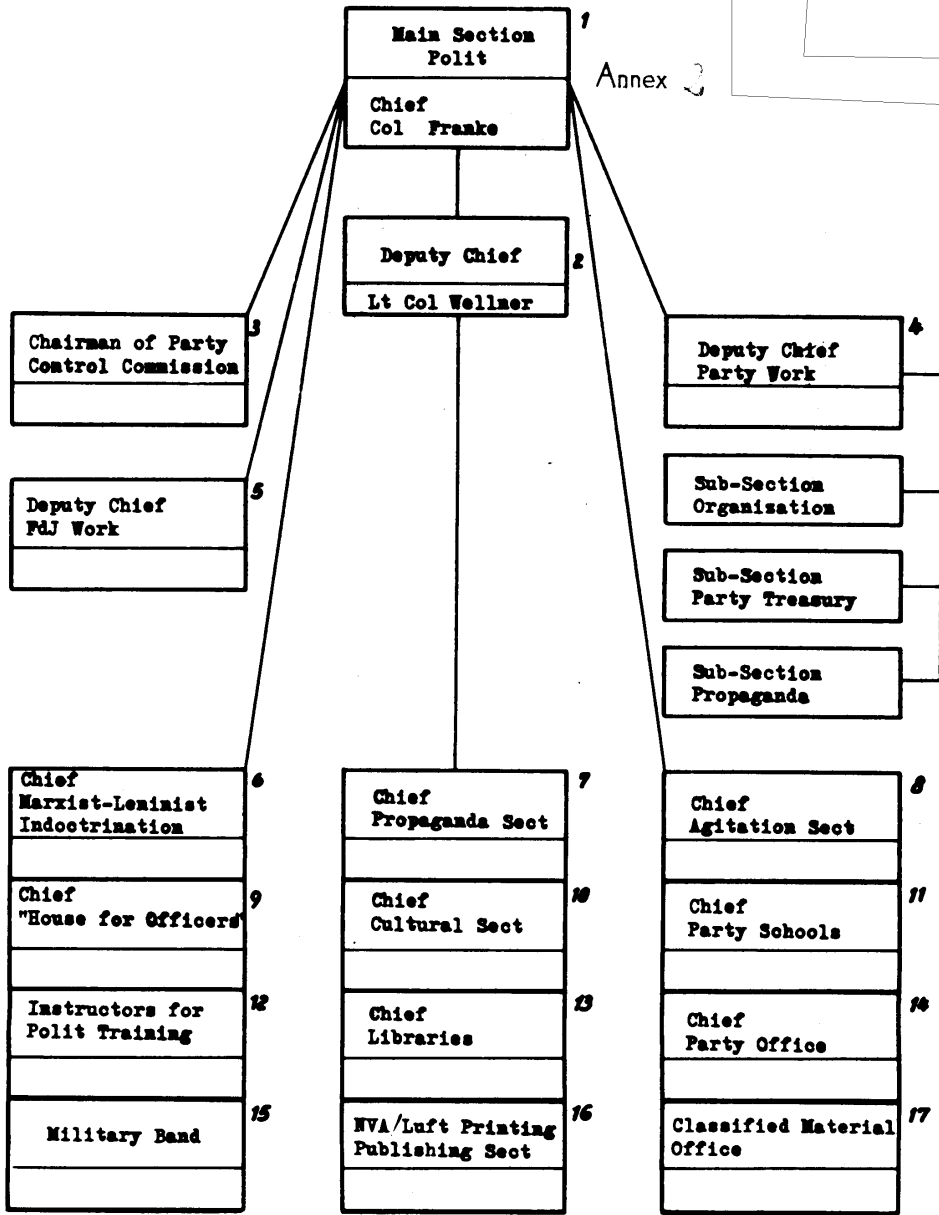 1
Main Section
Polit
Annex 3
Chief
Col Franke
Deputy Chief
2
Lt Col Wellner
3
Chairman of Party
Control Commission
4
Deputy Chief
Party Work
5
Deputy Chief
FdJ Work
Sub-Section
Organization
Sub-Section
Party Treasury
Sub-Section
Propaganda
6
Chief
Marxist-Leninist
Indoctrination
7
Chief
Propaganda Sect
8
Chief
Agitation Sect
9
Chief
"House for Officers"
10
Chief
Cultural Sect
11
Chief
Party Schools
12
Instructors for
Polit Training
13
Chief
Libraries
14
Chief
Party Office
15
Military Band
16
NVA/Luft Printing
Publishing Sect
17
Classified Material
Office